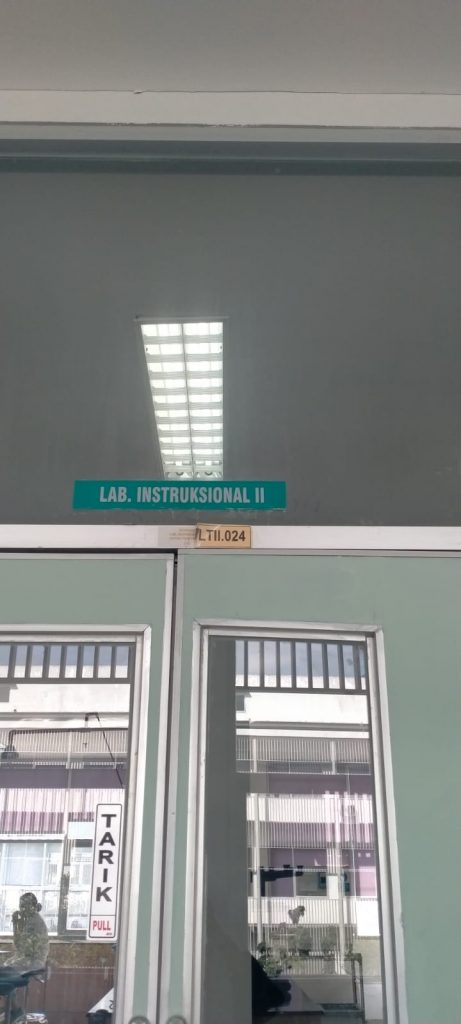 LAB. INSTRUKSIONAL II
LTII.024
TARIK
PULL